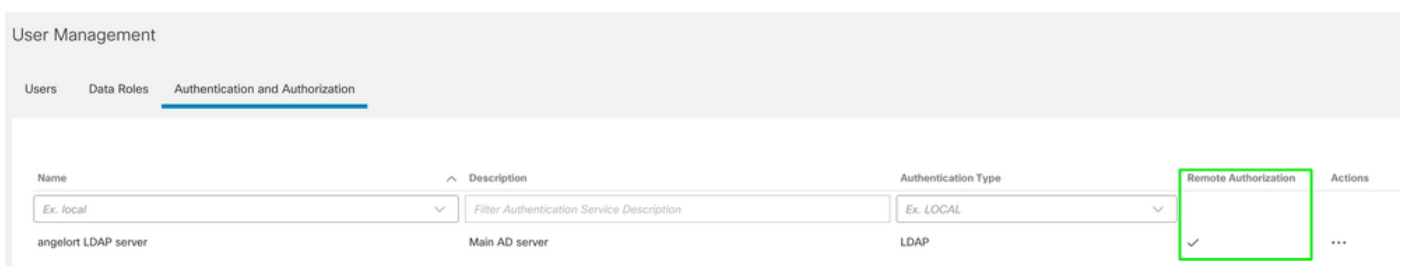 User Management
Users Data Roles Authentication and Authorization
Name Description Authentication Type Remote Authorization Actions
Ex. local Filter Authentication Service Description Ex. LOCAL
angelort LDAP server Main AD server LDAP